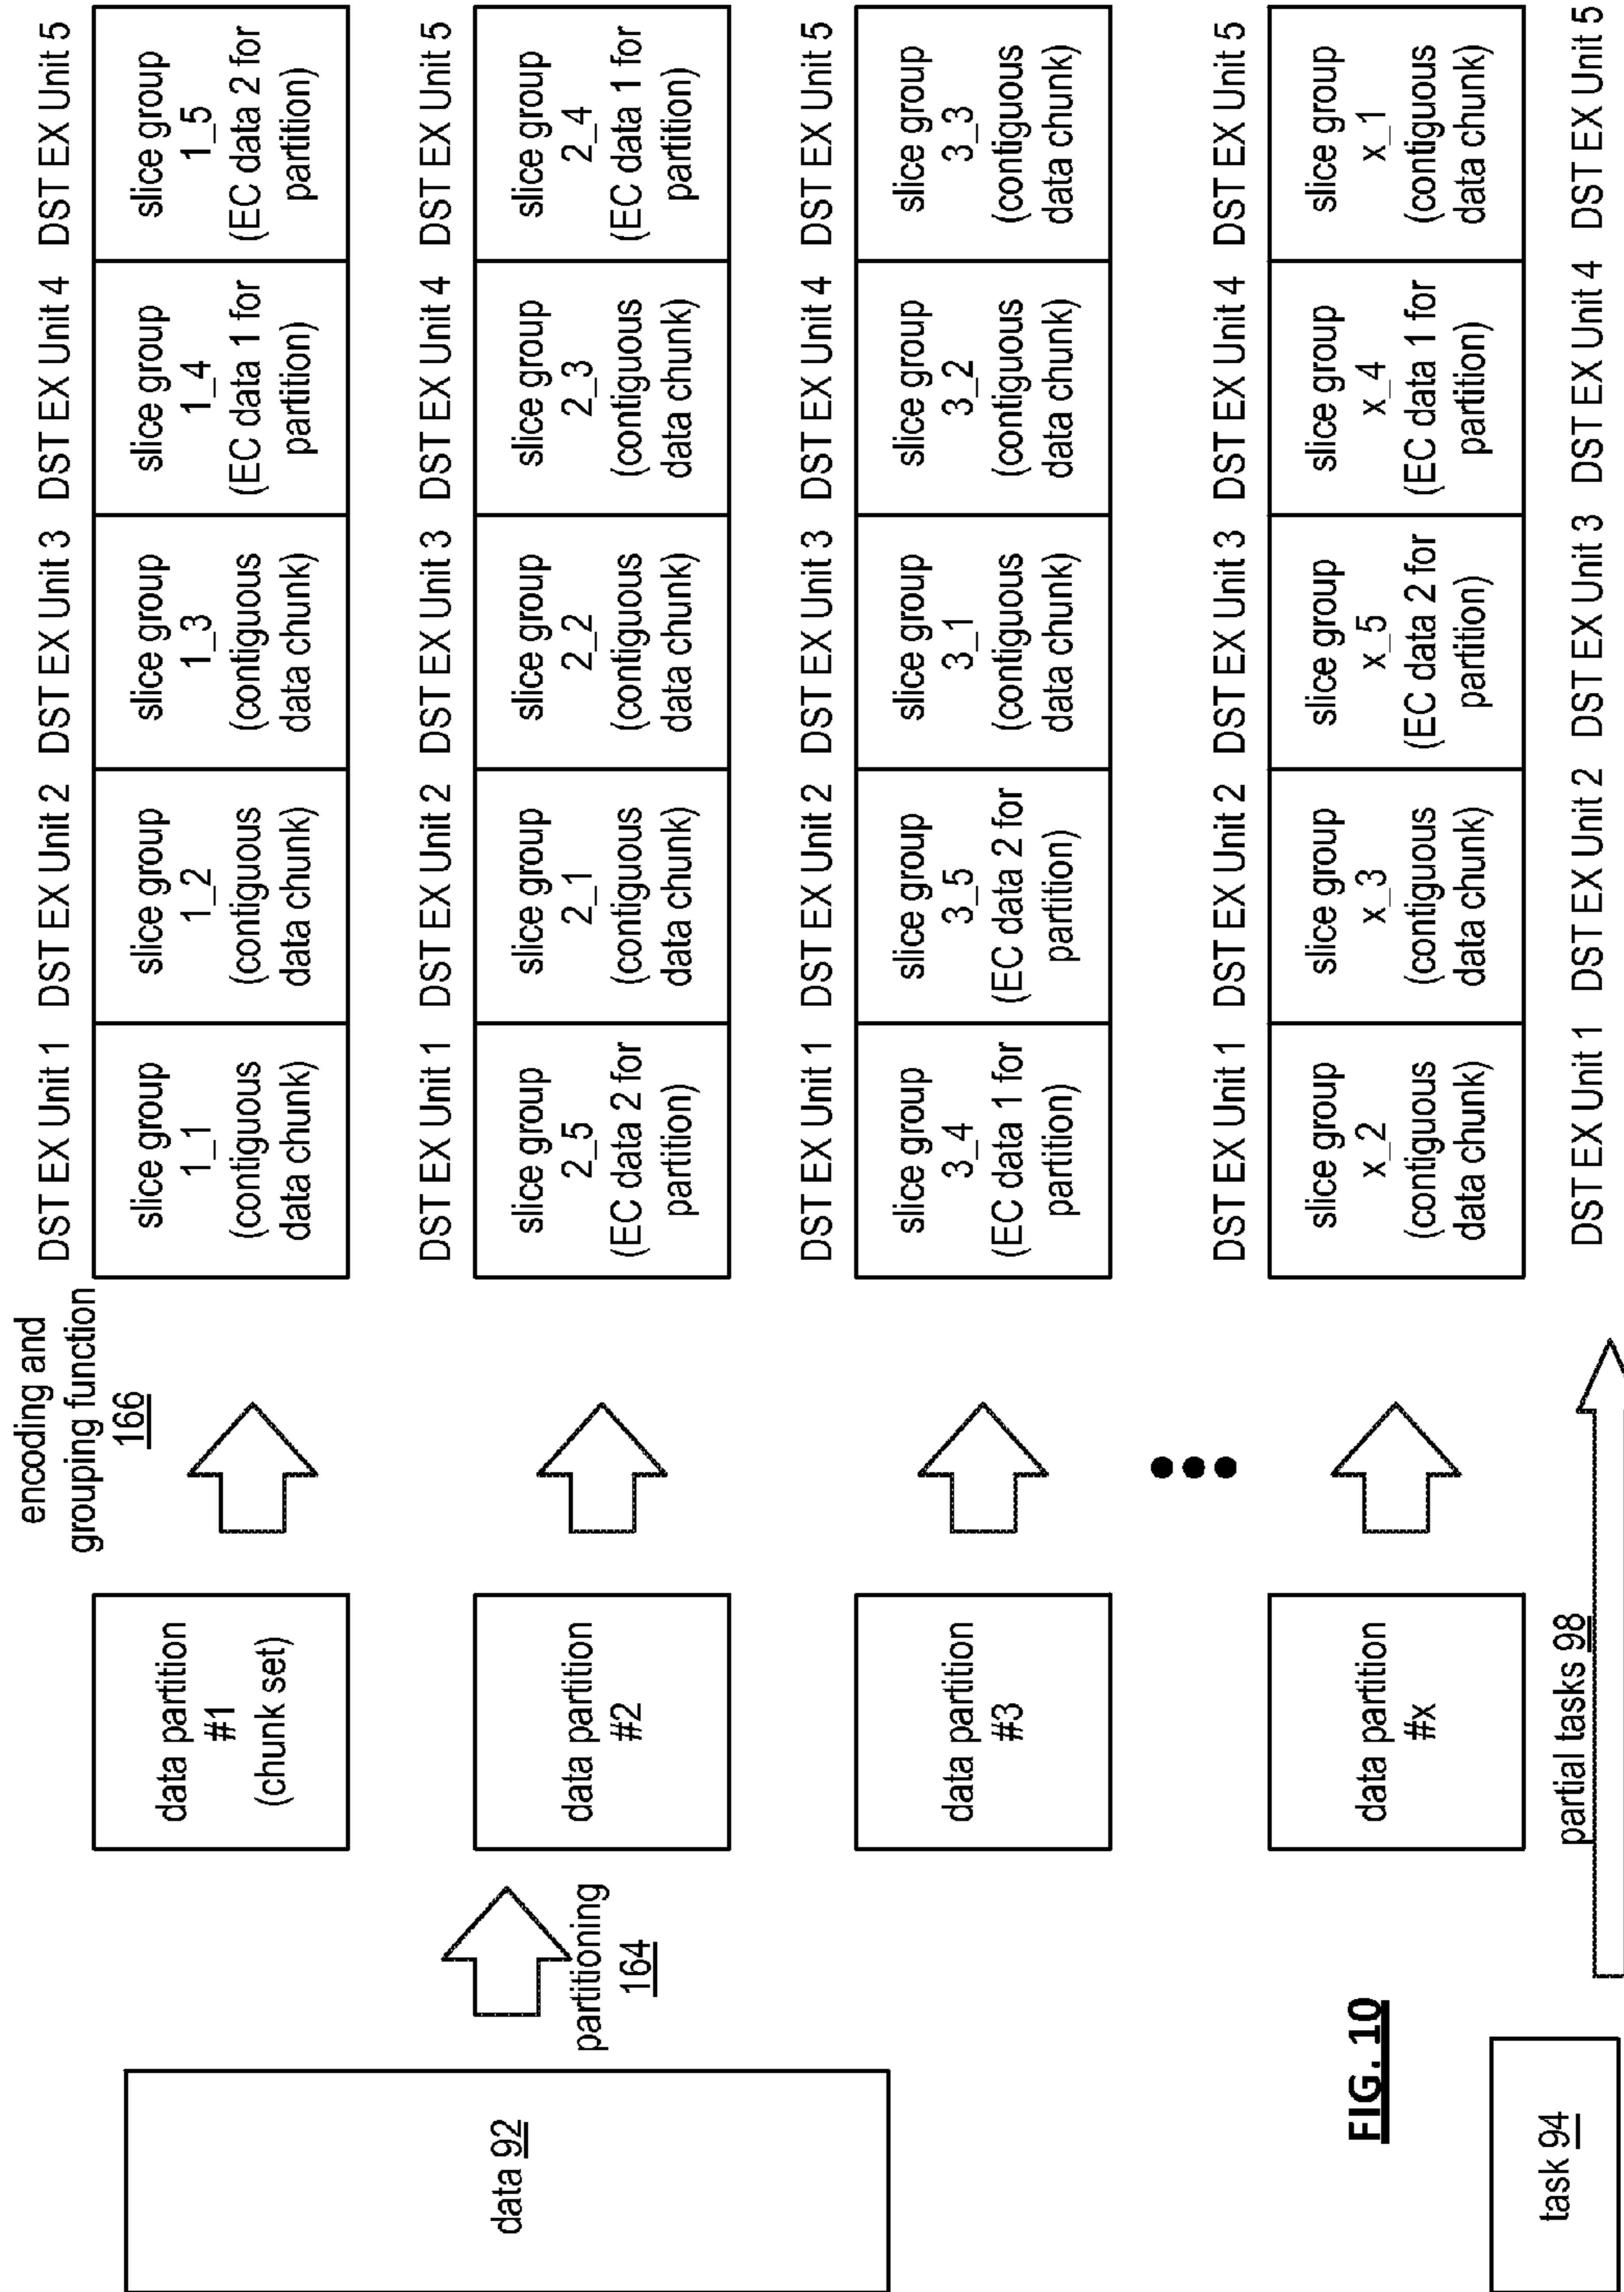 data 92
partitioning
164
data partition
#1
(chunk set)
data partition
#2
data partition
#3
data partition
#x
encoding and
grouping function
166
DST EX Unit 1 DST EX Unit 2 DST EX Unit 3 DST EX Unit 4 DST EX Unit 5
slice group
1_1
(contiguous
data chunk)
slice group
1_2
(contiguous
data chunk)
slice group
1_3
(contiguous
data chunk)
slice group
1_4
(EC data 1 for
partition)
slice group
1_5
(EC data 2 for
partition)
DST EX Unit 1 DST EX Unit 2 DST EX Unit 3 DST EX Unit 4 DST EX Unit 5
slice group
2_5
(EC data 2 for
partition)
slice group
2_1
(contiguous
data chunk)
slice group
2_2
(contiguous
data chunk)
slice group
2_3
(contiguous
data chunk)
slice group
2_4
(EC data 1 for
partition)
DST EX Unit 1 DST EX Unit 2 DST EX Unit 3 DST EX Unit 4 DST EX Unit 5
slice group
3_4
(EC data 1 for
partition)
slice group
3_5
(EC data 2 for
partition)
slice group
3_1
(contiguous
data chunk)
slice group
3_2
(contiguous
data chunk)
slice group
3_3
(contiguous
data chunk)
DST EX Unit 1 DST EX Unit 2 DST EX Unit 3 DST EX Unit 4 DST EX Unit 5
slice group
x_2
(contiguous
data chunk)
slice group
x_3
(contiguous
data chunk)
slice group
x_5
(EC data 2 for
partition)
slice group
x_4
(EC data 1 for
partition)
slice group
x_1
(contiguous
data chunk)
FIG. 10
task 94
partial tasks 98
DST EX Unit 1 DST EX Unit 2 DST EX Unit 3 DST EX Unit 4 DST EX Unit 5